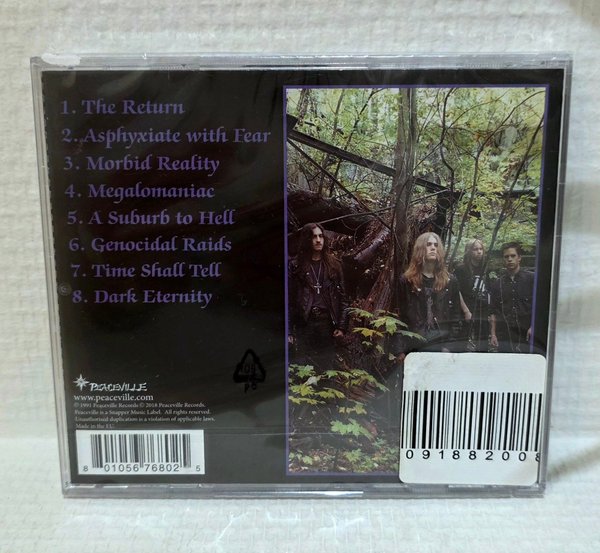 1. The Return
2. Asphyxiate with Fear
3. Morbid Reality
4. Megalomaniac
5. A Suburb to Hell
6. Genocidal Raids
7. Time Shall Tell
8. Dark Eternity
PEACEVILLE
www.peaceville.com
© 1991 Peaceville Records © 2018 Peaceville Records.
Peaceville is a Snapper Music Label. All rights reserved.
Unauthorised duplication is a violation of applicable laws.
Made in the EU.
8 01056 76802 5
091882008